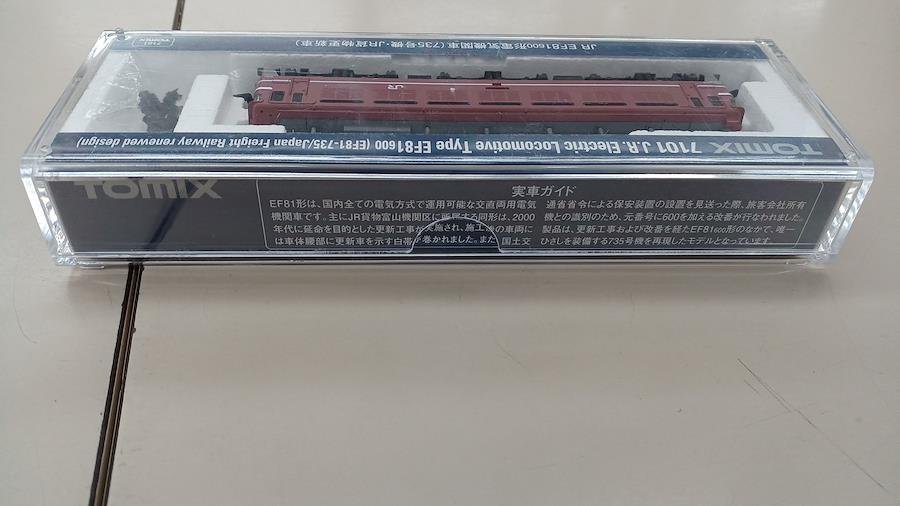 JR EF81 600形電気機関車(735号機・JR貨物更新車)
7101
TOMIX
JR
TOMIX 7101 J.R. Electric Locomotive Type EF81 600 (EF81-735/Japan Freight Railway renewed design)
TOMIX
実車ガイド
EF81形は、国内全ての電気方式で運用可能な交直両用電気
機関車です。主にJR貨物富山機関区に所属する同形は、2000
年代に延命を目的とした更新工事が実施され、施工後の車両に
は車体腰部に更新車を示す白帯が巻かれました。また、国土交
通省省令による保安装置の設置を見送った際、旅客会社所有
機との識別のため、元番号に600を加える改番が行なわれました。
製品は、更新工事および改番を経たEF81 600形のなかで、唯一
ひさしを装備する735号機を再現したモデルとなっています。